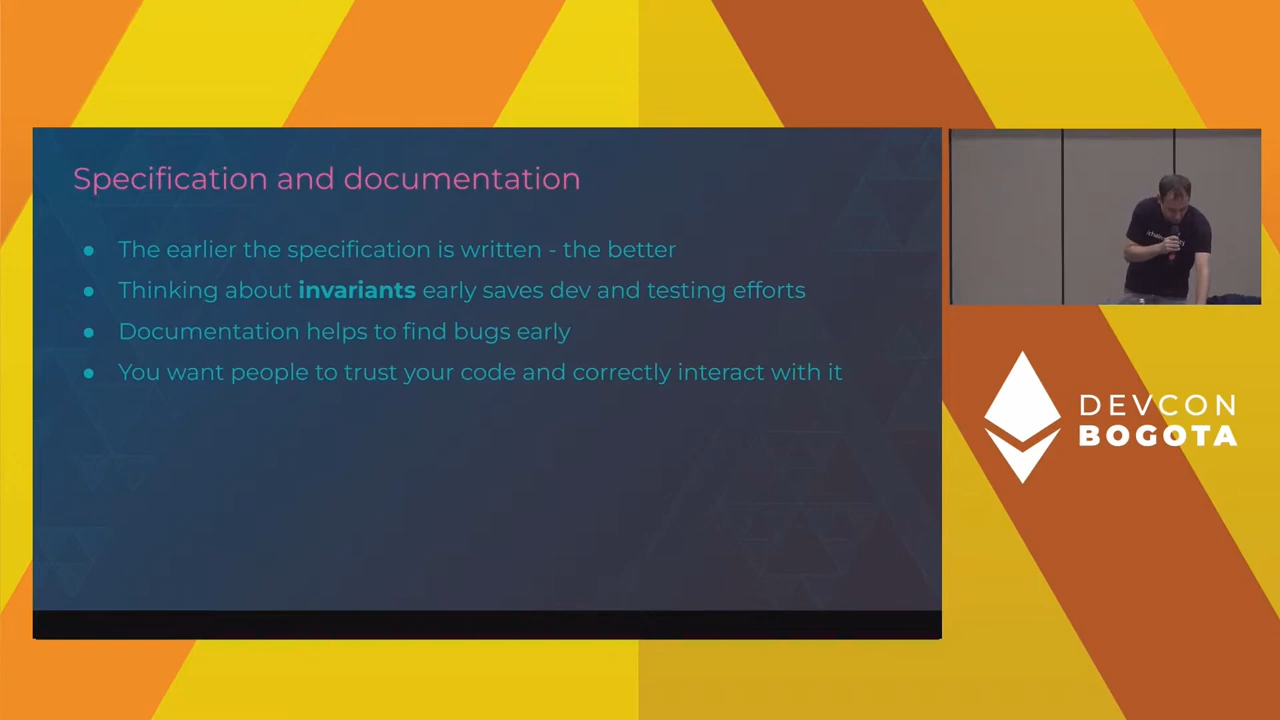 Specification and documentation
● The earlier the specification is written - the better
● Thinking about invariants early saves dev and testing efforts
● Documentation helps to find bugs early
● You want people to trust your code and correctly interact with it
DEVCON
BOGOTA